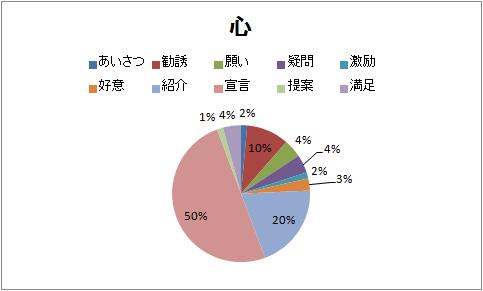 心
あいさつ 勧誘 願い 疑問 激励
好意 紹介 宣言 提案 満足
1% 4% 2%
10% 4%
4%
2%
3%
50% 20%